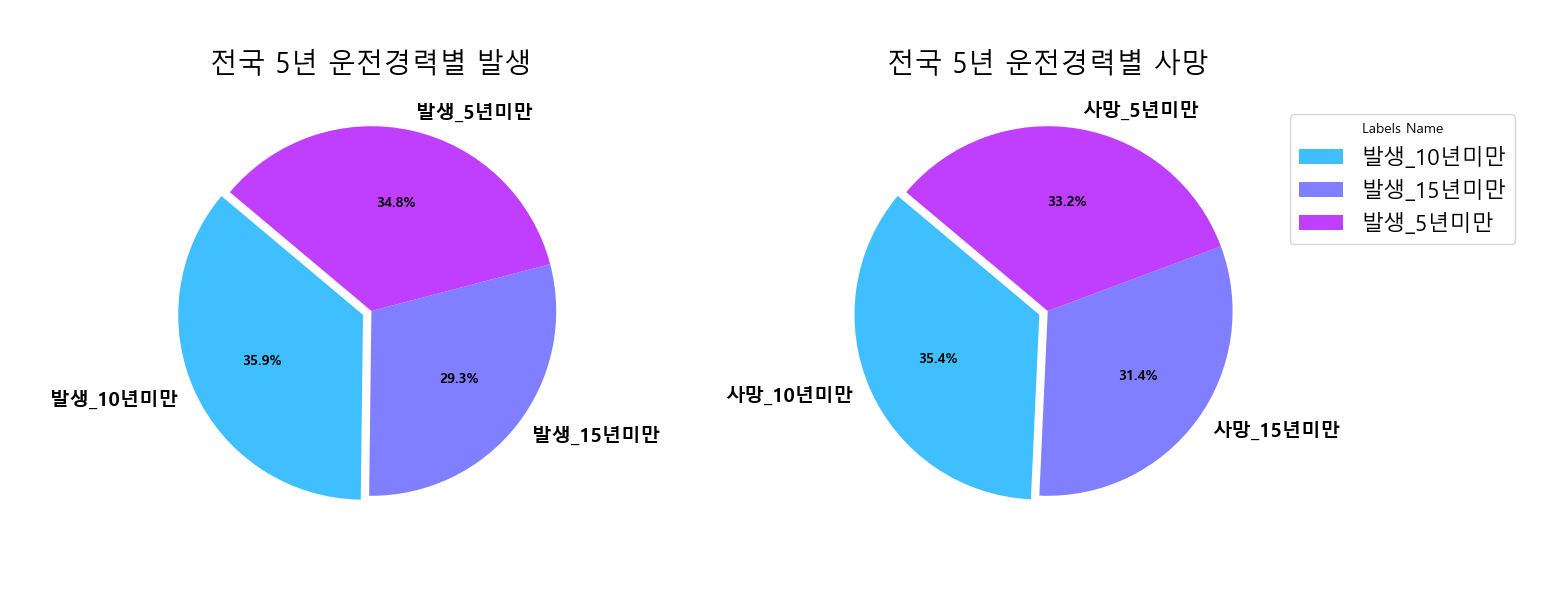 전국 5년 운전경력별 발생
발생_5년미만
34.8%
35.9%
29.3%
발생_10년미만
발생_15년미만
전국 5년 운전경력별 사망
사망_5년미만
33.2%
35.4%
31.4%
사망_10년미만
사망_15년미만
Labels Name
발생_10년미만
발생_15년미만
발생_5년미만